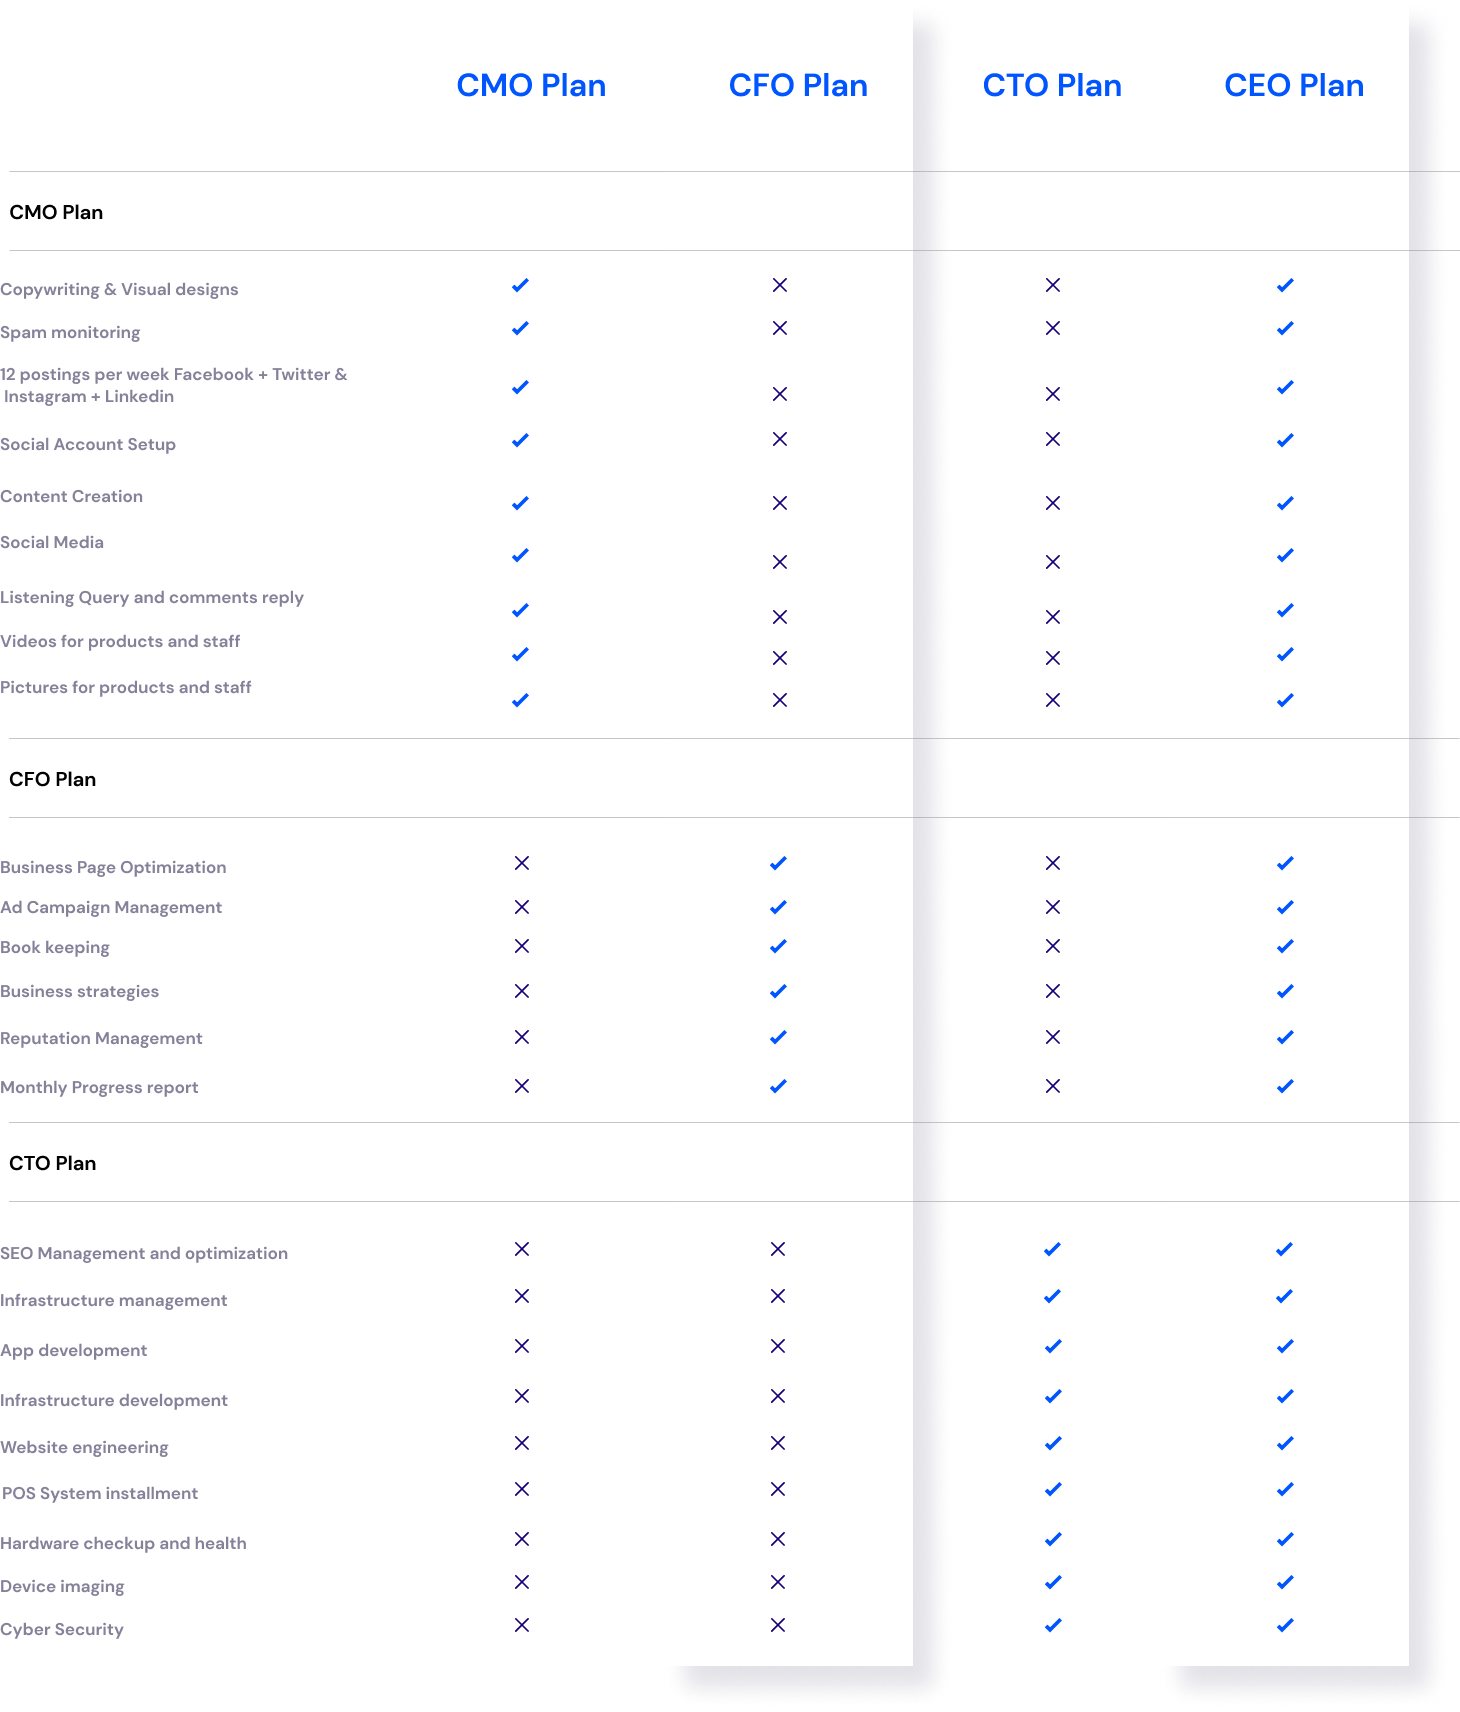 CMO Plan CFO Plan CTO Plan CEO Plan
CMO Plan
Copywriting & Visual designs
Spam monitoring
12 postings per week Facebook + Twitter &
Instagram + Linkedin
Social Account Setup
Content Creation
Social Media
Listening Query and comments reply
Videos for products and staff
Pictures for products and staff
CFO Plan
Business Page Optimization
Ad Campaign Management
Book keeping
Business strategies
Reputation Management
Monthly Progress report
CTO Plan
SEO Management and optimization
Infrastructure management
App development
Infrastructure development
Website engineering
POS System installment
Hardware checkup and health
Device imaging
Cyber Security